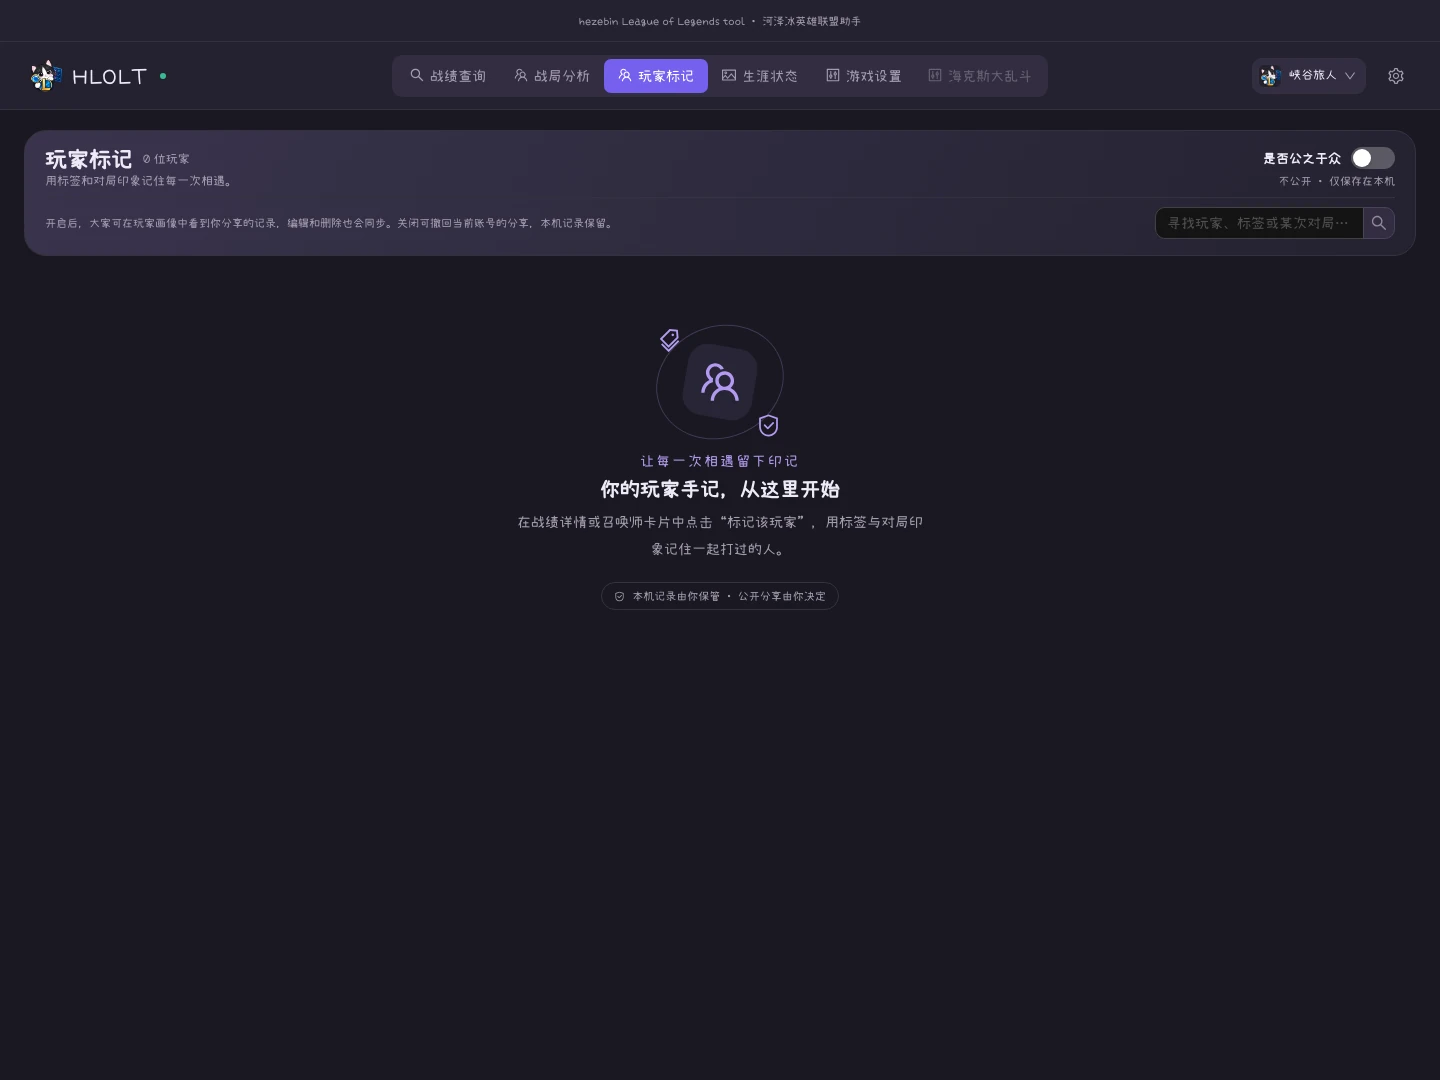 hezebin League of Legends tool · 河泽冰英雄联盟助手
HLOLT
战绩查询
战局分析
玩家标记
生涯状态
游戏设置
海克斯大乱斗
峡谷旅人
玩家标记
0 位玩家
是否公之于众
用标签和对局印象记住每一次相遇。
不公开 · 仅保存在本机
开启后，大家可在玩家画像中看到你分享的记录，编辑和删除也会同步。关闭可撤回当前账号的分享，本机记录保留。
寻找玩家、标签或某次对局…
让每一次相遇留下印记
你的玩家手记，从这里开始
在战绩详情或召唤师卡片中点击“标记该玩家”，用标签与对局印
象记住一起打过的人。
本机记录由你保管 · 公开分享由你决定